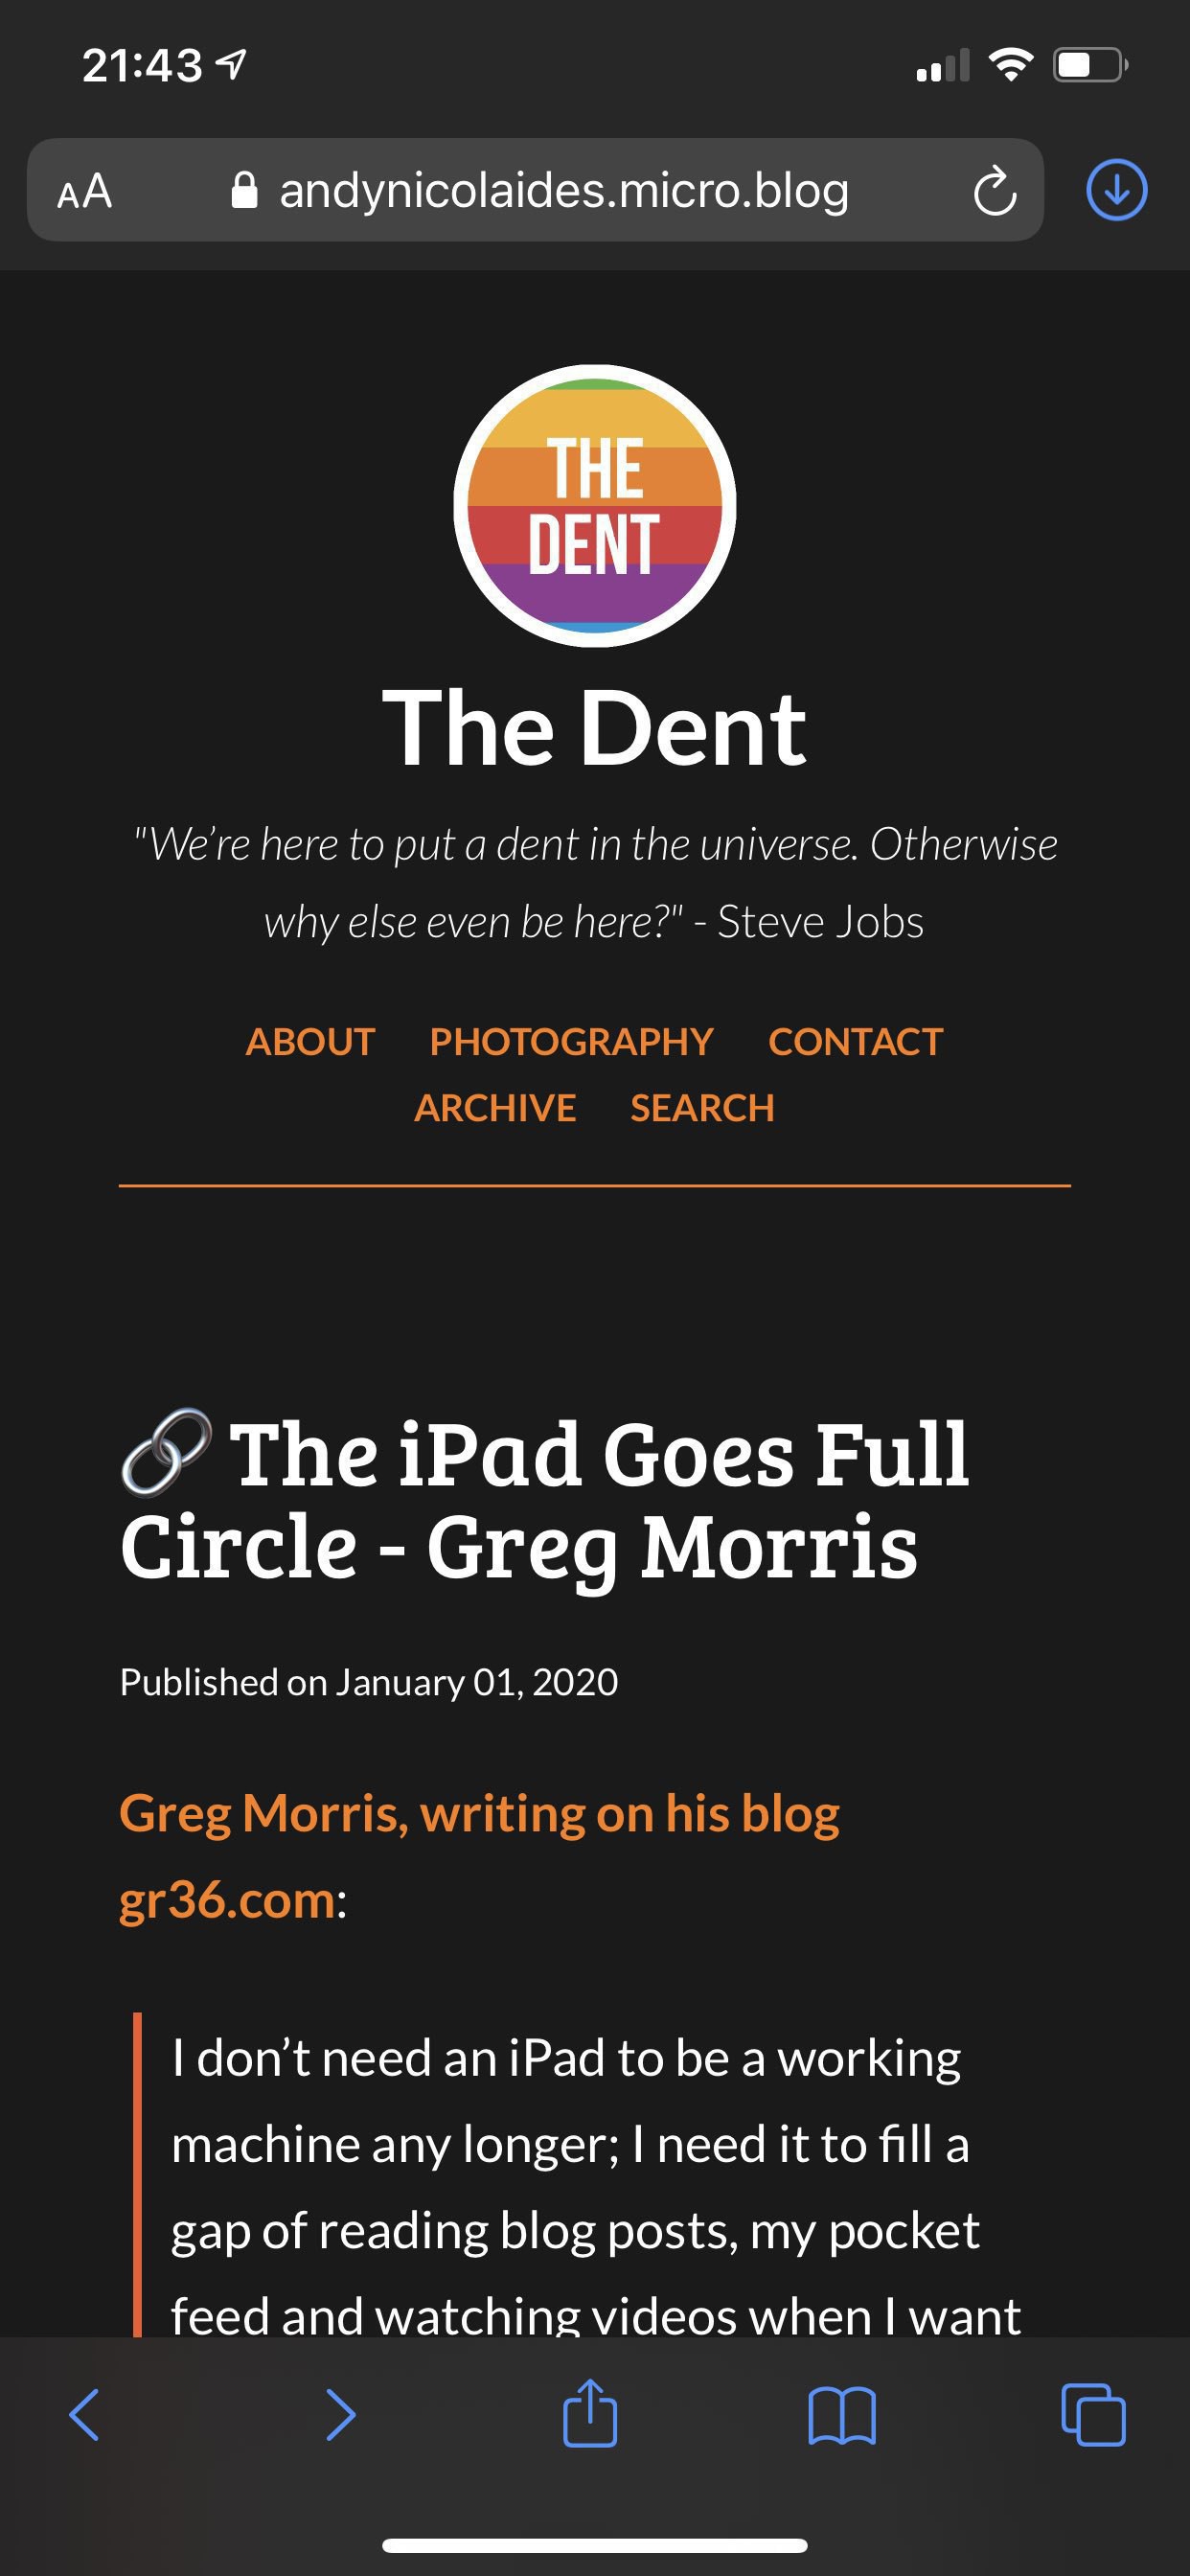 21:43
AA andynicolaides.micro.blog
THE
DENT
The Dent
"We’re here to put a dent in the universe. Otherwise
why else even be here?" - Steve Jobs
ABOUT PHOTOGRAPHY CONTACT
ARCHIVE SEARCH
The iPad Goes Full
Circle - Greg Morris
Published on January 01, 2020
Greg Morris, writing on his blog
gr36.com:
I don’t need an iPad to be a working
machine any longer; I need it to fill a
gap of reading blog posts, my pocket
feed and watching videos when I want